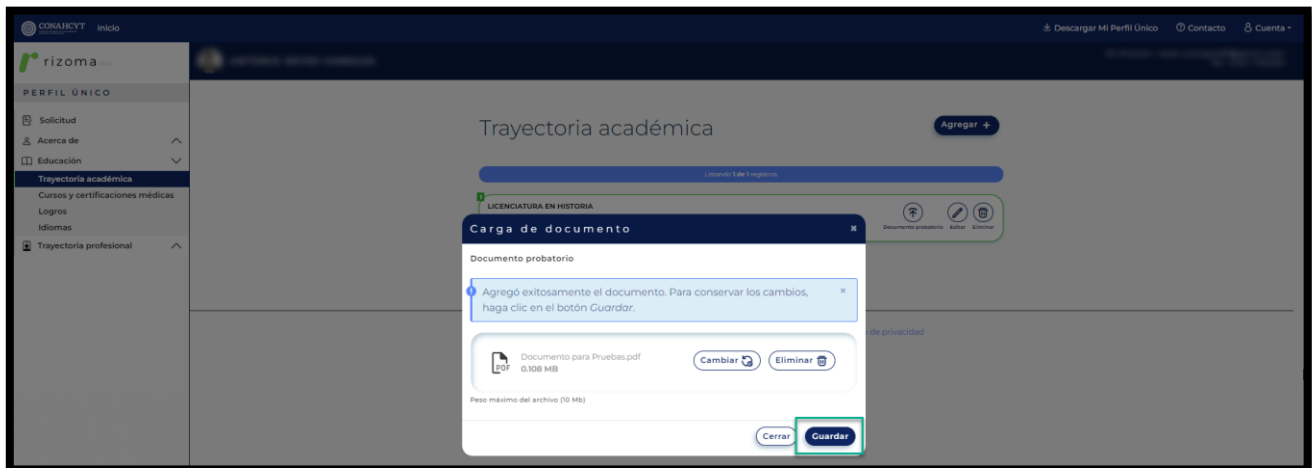 CONAHCYT Inicio Descargar Mi Perfil Único Contacto Cuenta
rizoma
PERFIL ÚNICO
Solicitud
Acerca de
Educación
Trayectoria académica
Cursos y certificaciones médicas
Logros
Idiomas
Trayectoria profesional
Trayectoria académica
Agregar +
Listando 1 de 1 registros
1
LICENCIATURA EN HISTORIA
Documento probatorio Editar Eliminar
Carga de documento
Documento probatorio
Agregó exitosamente el documento. Para conservar los cambios,
haga clic en el botón Guardar.
PDF
Documento para Pruebas.pdf
0.108 MB
Cambiar
Eliminar
Peso máximo del archivo (10 Mb)
Cerrar
Guardar
de privacidad